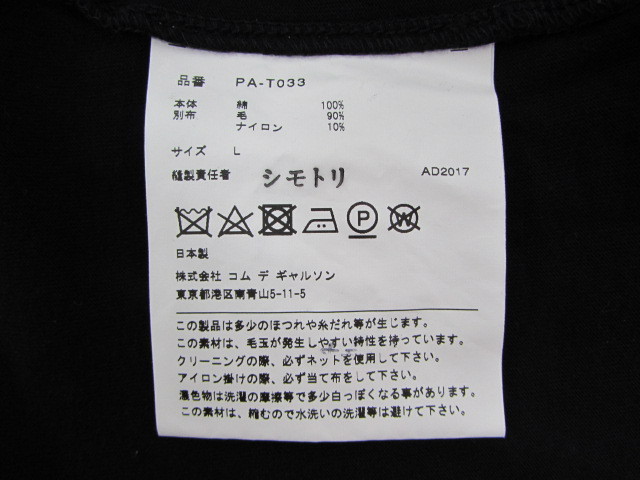 品番 PA-T033
本体 綿 100%
別布 毛 90%
ナイロン 10%
サイズ L
縫製責任者 シモトリ AD2017
P W
日本製
株式会社 コム デ ギャルソン
東京都港区南青山5-11-5
この製品は多少のほつれや糸だれ等が生じます。
この素材は、毛玉が発生しやすい特性を持っています。
クリーニングの際、必ずネットを使用して下さい。
アイロン掛けの際、必ず当て布をして下さい。
濃色物は洗濯の摩擦等で多少白っぽくなる事があります。
この素材は、縮むので水洗いの洗濯等は避けて下さい。